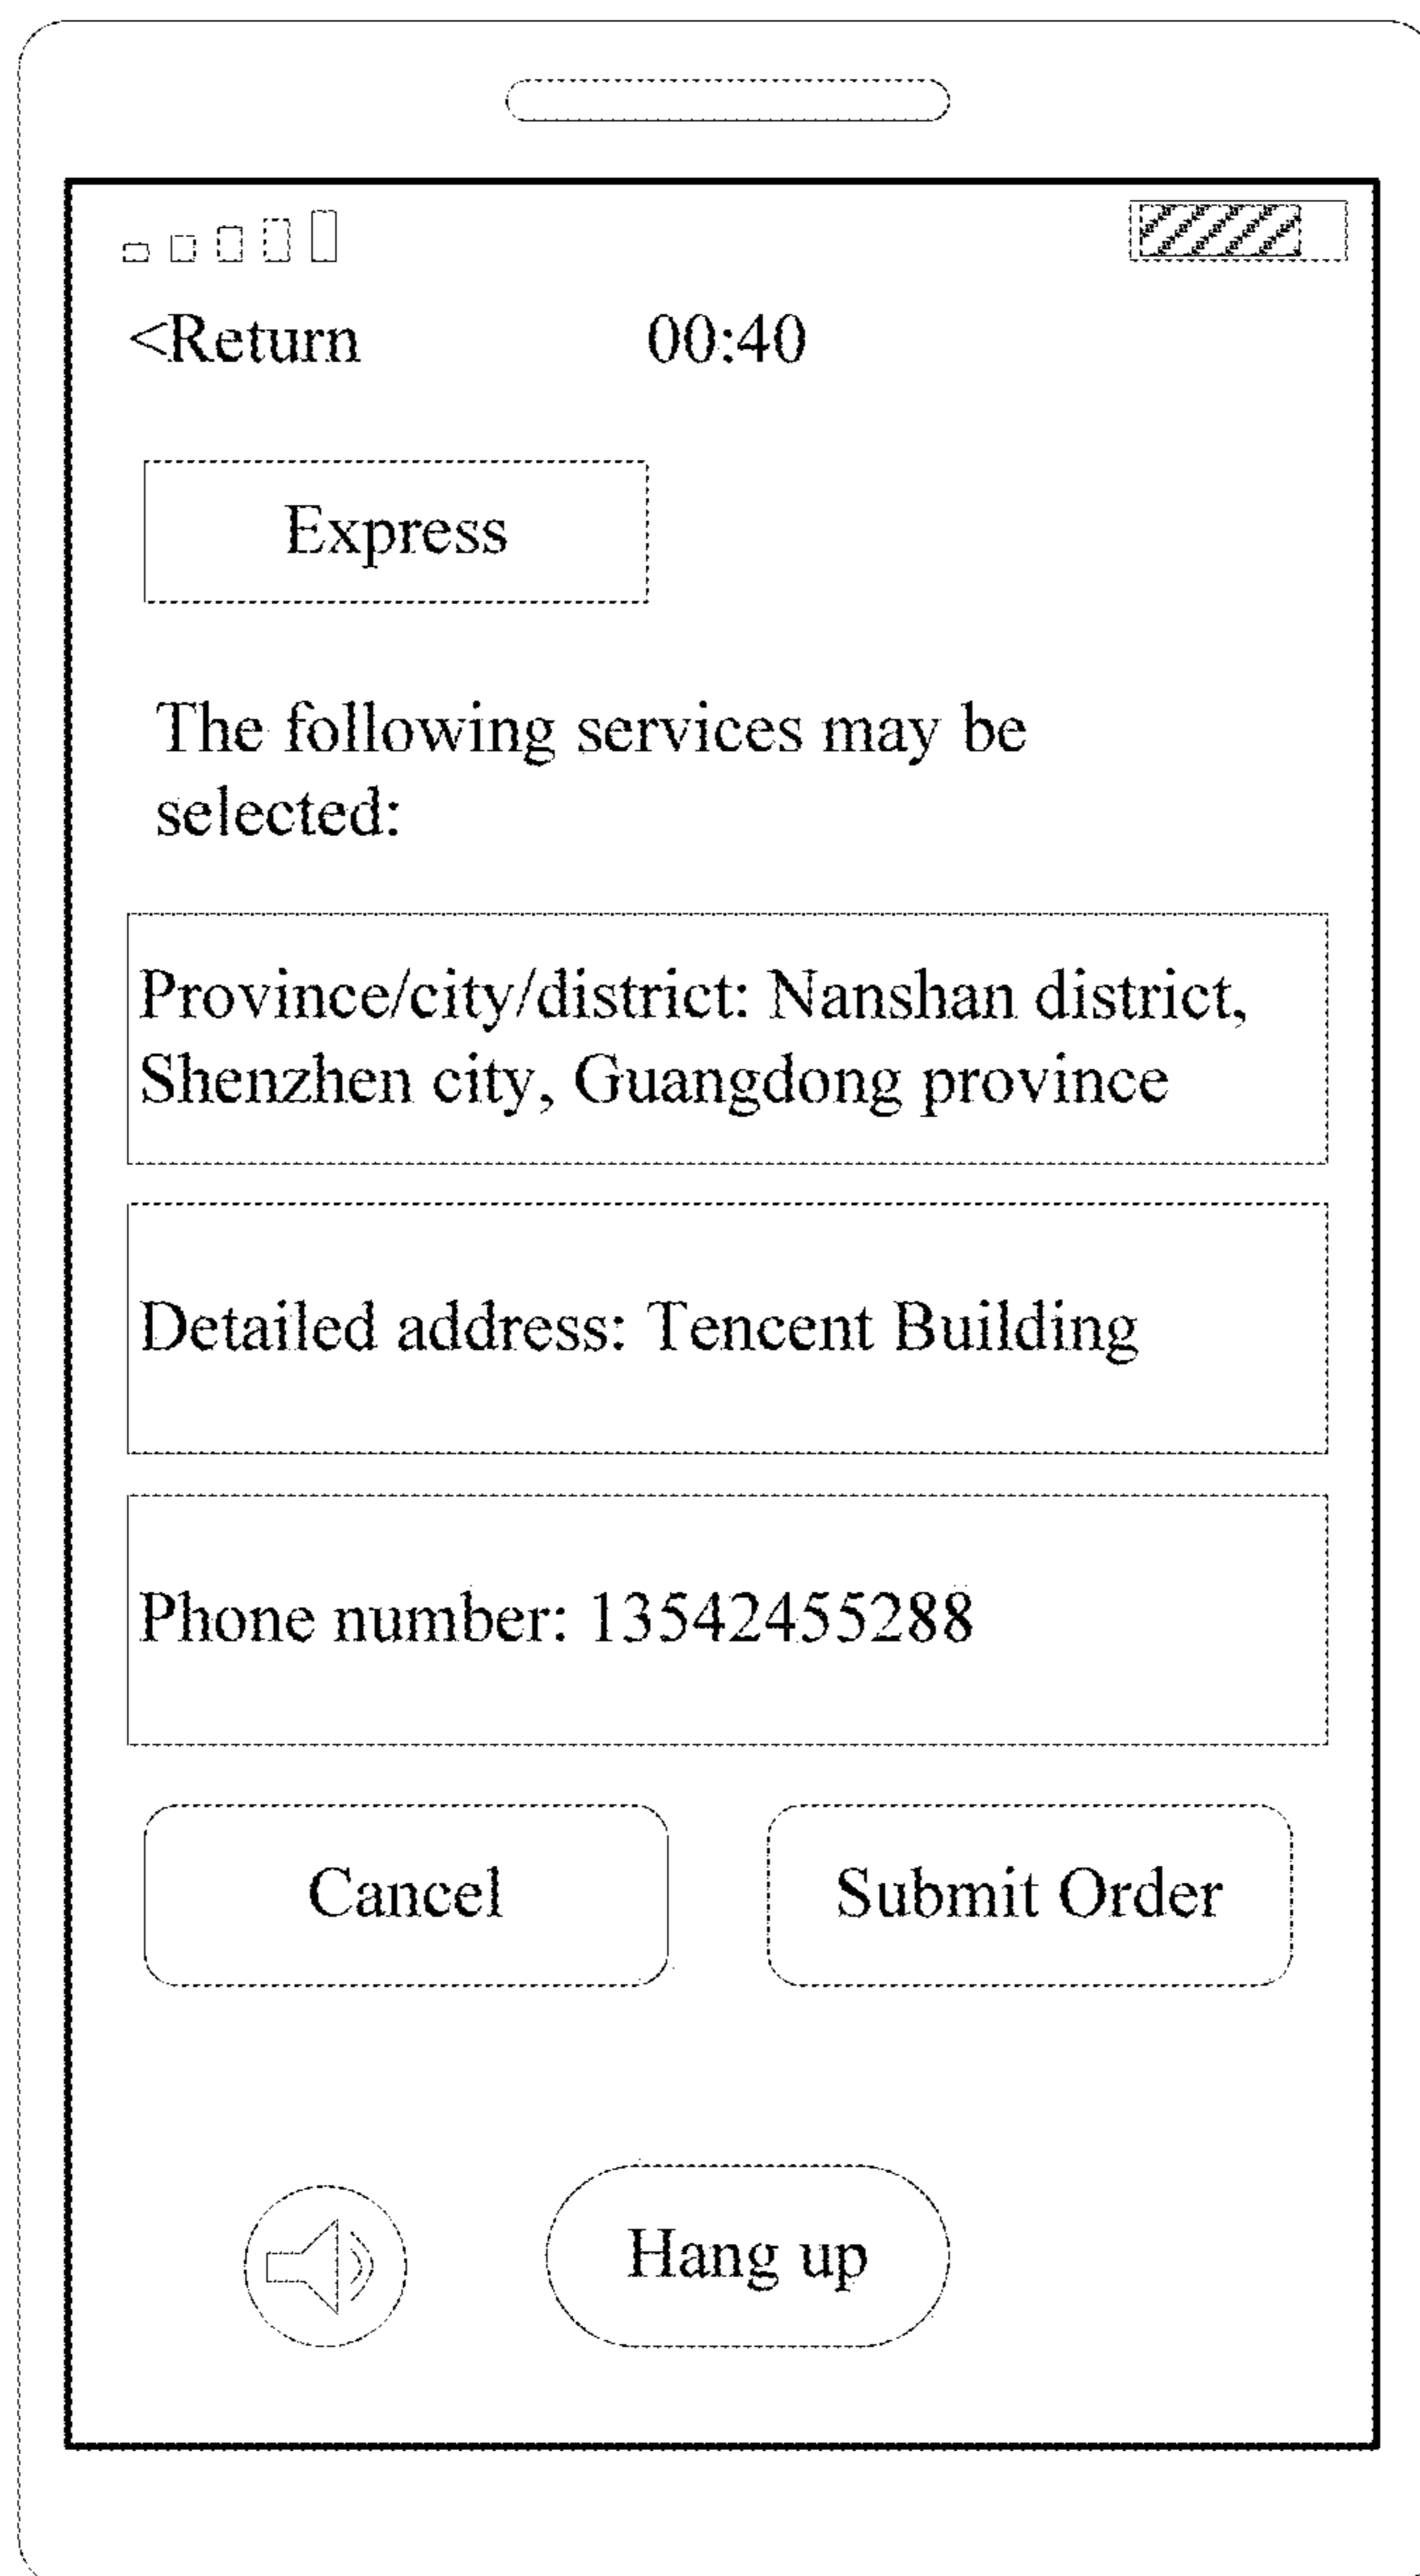 <Return 00:40
Express
The following services may be
selected:
Province/city/district: Nanshan district,
Shenzhen city, Guangdong province
Detailed address: Tencent Building
Phone number: 13542455288
Cancel Submit Order
Hang up